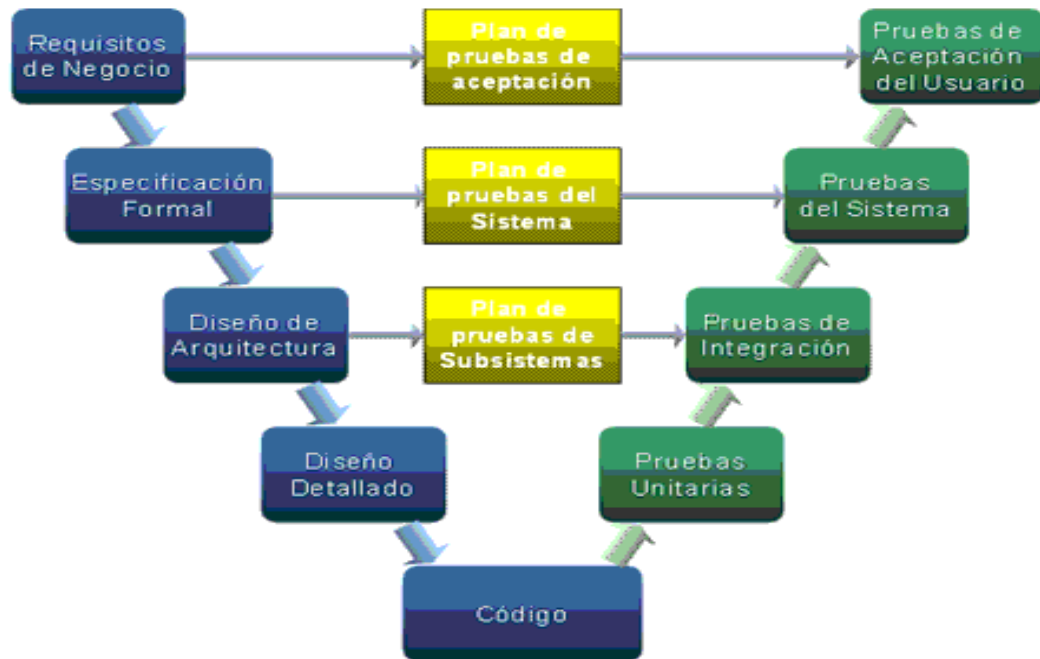 Requisitos
de Negocio
Plan de
pruebas de
aceptación
Pruebas de
Aceptación
del Usuario
Especificación
Formal
Plan de
pruebas del
Sistema
Pruebas
del Sistema
Diseño de
Arquitectura
Plan de
pruebas de
Subsistemas
Pruebas de
Integración
Diseño
Detallado
Pruebas
Unitarias
Código